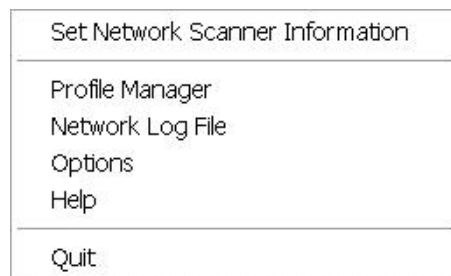 Set Network Scanner Information
Profile Manager
Network Log File
Options
Help
Quit